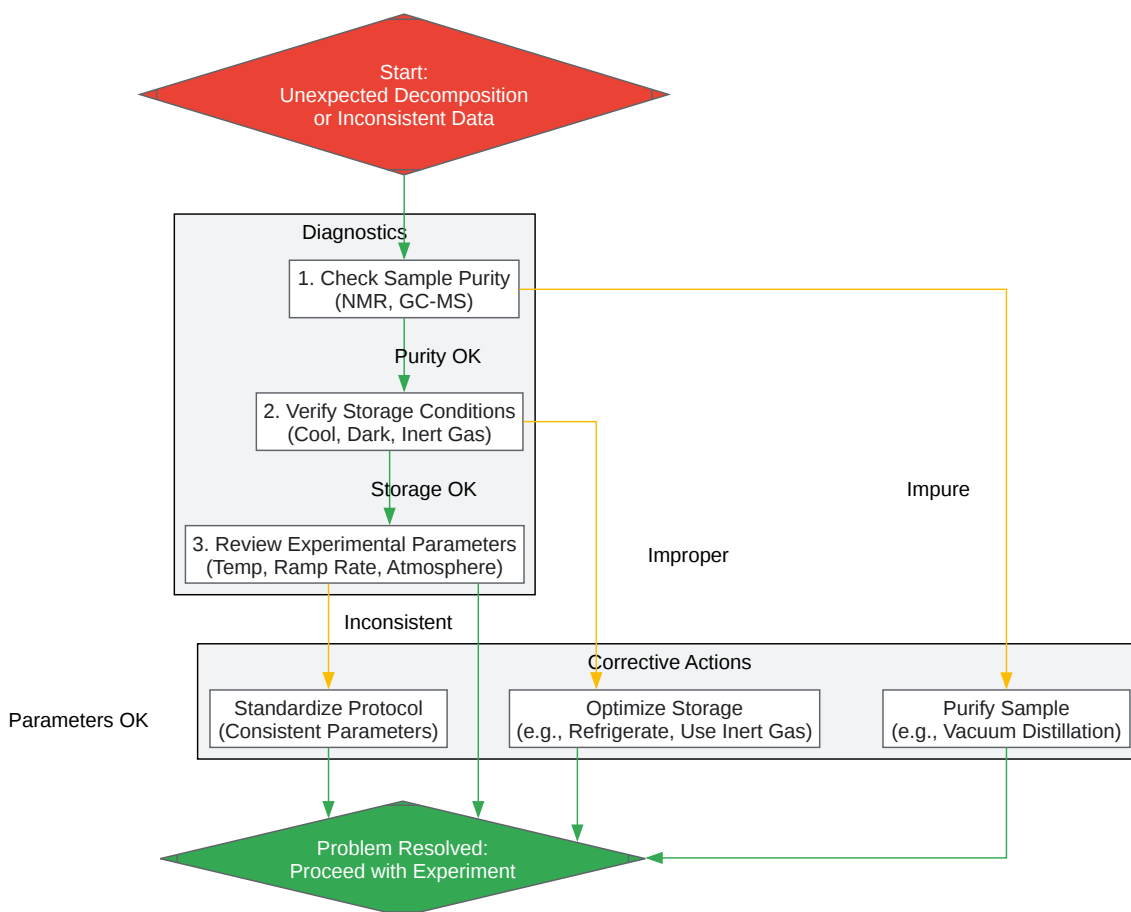 Start:
Unexpected Decomposition
or Inconsistent Data
Diagnostics
1. Check Sample Purity
(NMR, GC-MS)
Purity OK
2. Verify Storage Conditions
(Cool, Dark, Inert Gas)
Storage OK
Impure
3. Review Experimental Parameters
(Temp, Ramp Rate, Atmosphere)
Improper
Inconsistent
Corrective Actions
Parameters OK
Standardize Protocol
(Consistent Parameters)
Optimize Storage
(e.g., Refrigerate, Use Inert Gas)
Purify Sample
(e.g., Vacuum Distillation)
Problem Resolved:
Proceed with Experiment